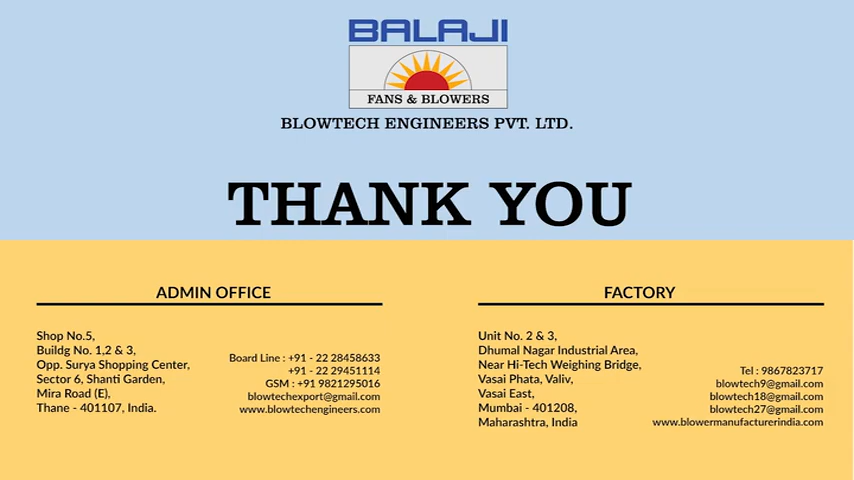 BALAJI
FANS & BLOWERS
BLOWTECH ENGINEERS PVT. LTD.
THANK YOU
ADMIN OFFICE
Shop No.5,
Buildg No. 1,2 & 3,
Opp. Surya Shopping Center,
Sector 6, Shanti Garden,
Mira Road (E),
Thane - 401107, India.
Board Line : +91 - 22 28458633
+91 - 22 29451114
GSM : +91 9821295016
blowtechexport@gmail.com
www.blowtechengineers.com
FACTORY
Unit No. 2 & 3,
Dhumal Nagar Industrial Area,
Near Hi-Tech Weighing Bridge,
Vasai Phata, Valiv,
Vasai East,
Mumbai - 401208,
Maharashtra, India
Tel : 9867823717
blowtech9@gmail.com
blowtech18@gmail.com
blowtech27@gmail.com
www.blowermanufacturerindia.com